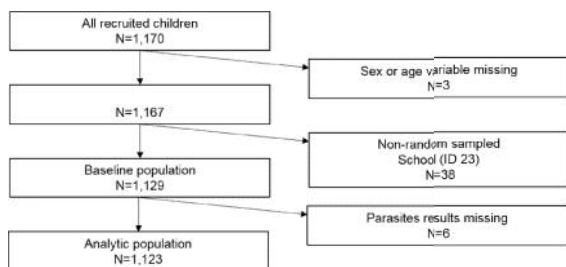 All recruited children
N=1,170
Sex or age variable missing
N=3
N=1,167
Non-random sampled
School (ID 23)
N=38
Baseline population
N=1,129
Parasites results missing
N=6
Analytic population
N=1,123